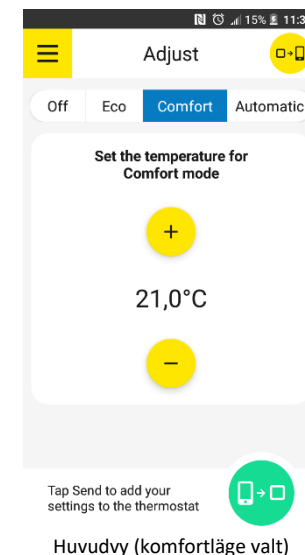 15% 11:3
Adjust
Off Eco Comfort Automatic
Set the temperature for
Comfort mode
+
21,0°C
−
Tap Send to add your
settings to the thermostat
Huvudvy (komfortläge valt)